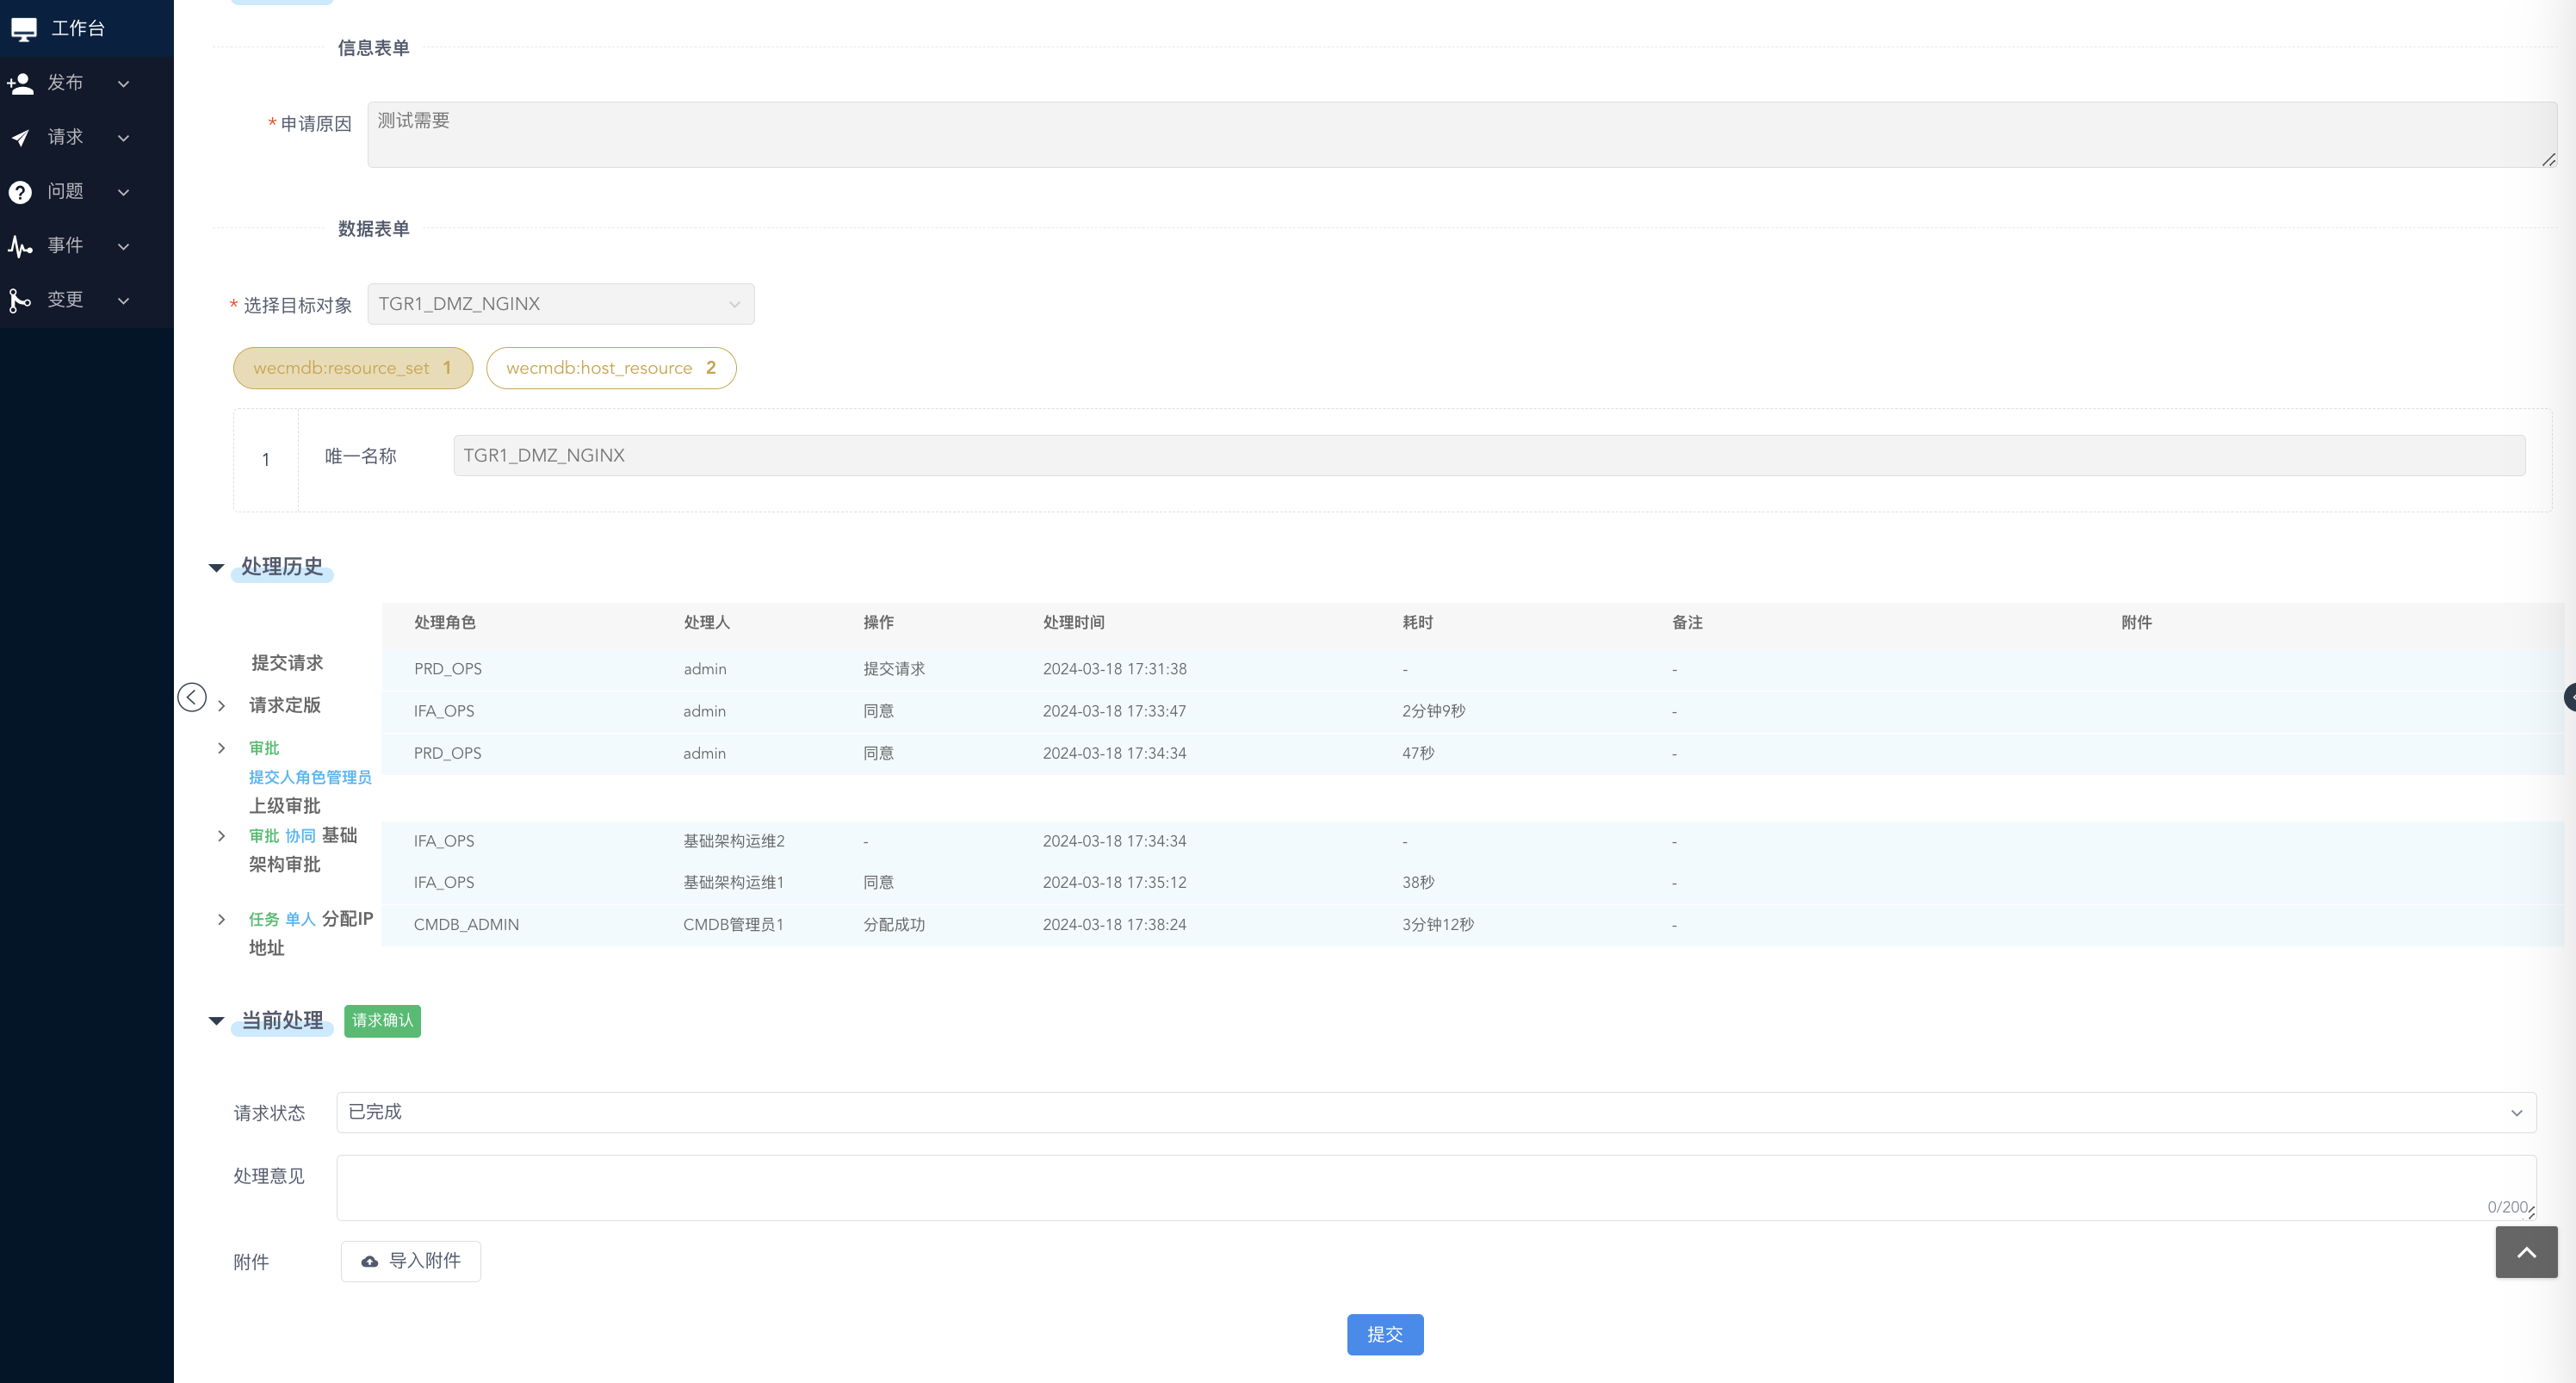 工作台
发布
请求
问题
事件
变更
信息表单
*申请原因
测试需要
数据表单
* 选择目标对象
TGR1_DMZ_NGINX
wecmdb:resource_set 1
wecmdb:host_resource 2
1
唯一名称
TGR1_DMZ_NGINX
处理历史
处理角色 处理人 操作 处理时间 耗时 备注 附件
提交请求
PRD_OPS admin 提交请求 2024-03-18 17:31:38 - -
请求定版
IFA_OPS admin 同意 2024-03-18 17:33:47 2分钟9秒 -
审批
提交人角色管理员
上级审批
PRD_OPS admin 同意 2024-03-18 17:34:34 47秒 -
审批 协同 基础
架构审批
IFA_OPS 基础架构运维2 - 2024-03-18 17:34:34 - -
IFA_OPS 基础架构运维1 同意 2024-03-18 17:35:12 38秒 -
任务 单人 分配IP
地址
CMDB_ADMIN CMDB管理员1 分配成功 2024-03-18 17:38:24 3分钟12秒 -
当前处理
请求确认
请求状态
已完成
处理意见
0/200
附件
导入附件
提交